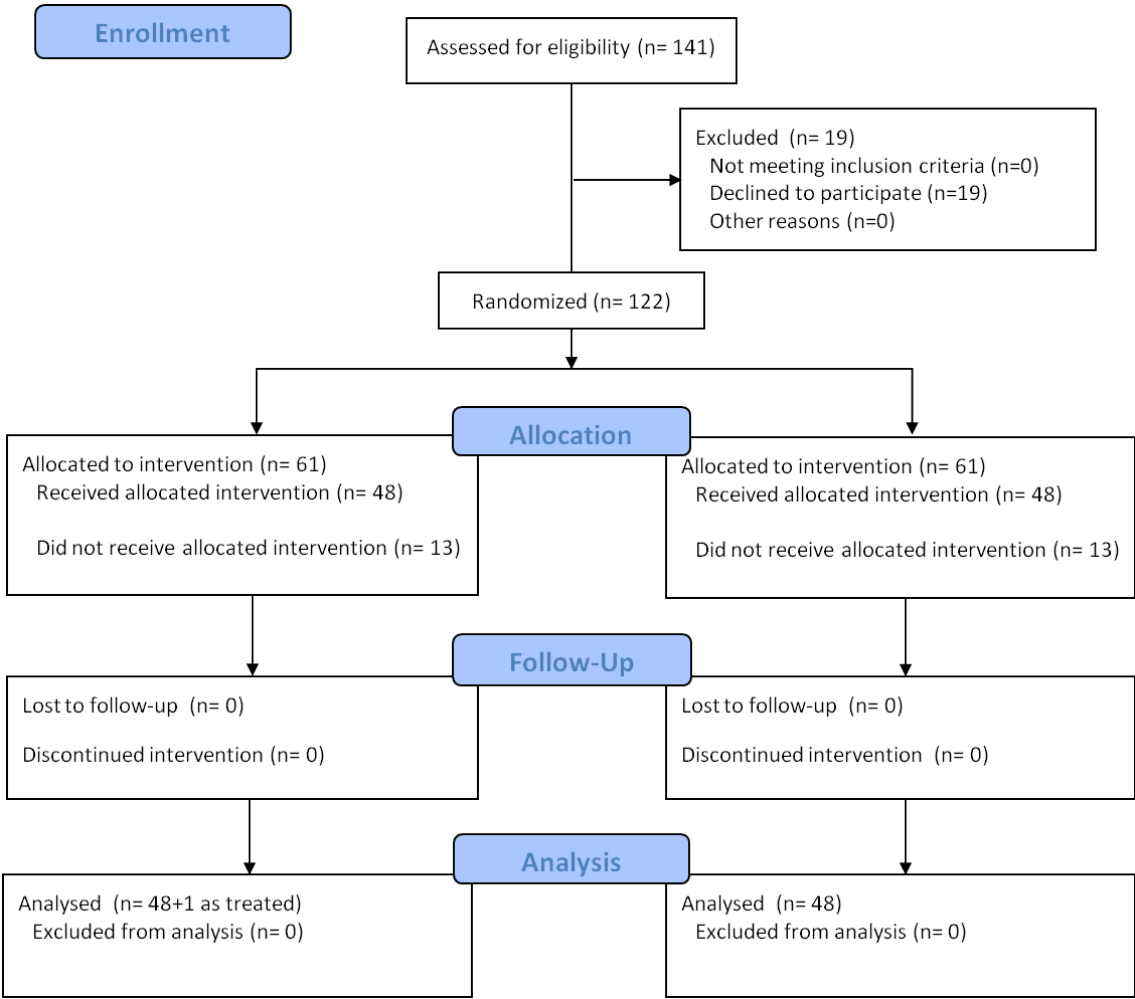 Enrollment
Assessed for eligibility (n= 141)
Excluded (n= 19)
Not meeting inclusion criteria (n=0)
Declined to participate (n=19)
Other reasons (n=0)
Randomized (n= 122)
Allocation
Allocated to intervention (n= 61)
Received allocated intervention (n= 48)
Did not receive allocated intervention (n= 13)
Allocated to intervention (n= 61)
Received allocated intervention (n= 48)
Did not receive allocated intervention (n= 13)
Follow-Up
Lost to follow-up (n= 0)
Discontinued intervention (n= 0)
Lost to follow-up (n= 0)
Discontinued intervention (n= 0)
Analysis
Analysed (n= 48+1 as treated)
Excluded from analysis (n= 0)
Analysed (n= 48)
Excluded from analysis (n= 0)